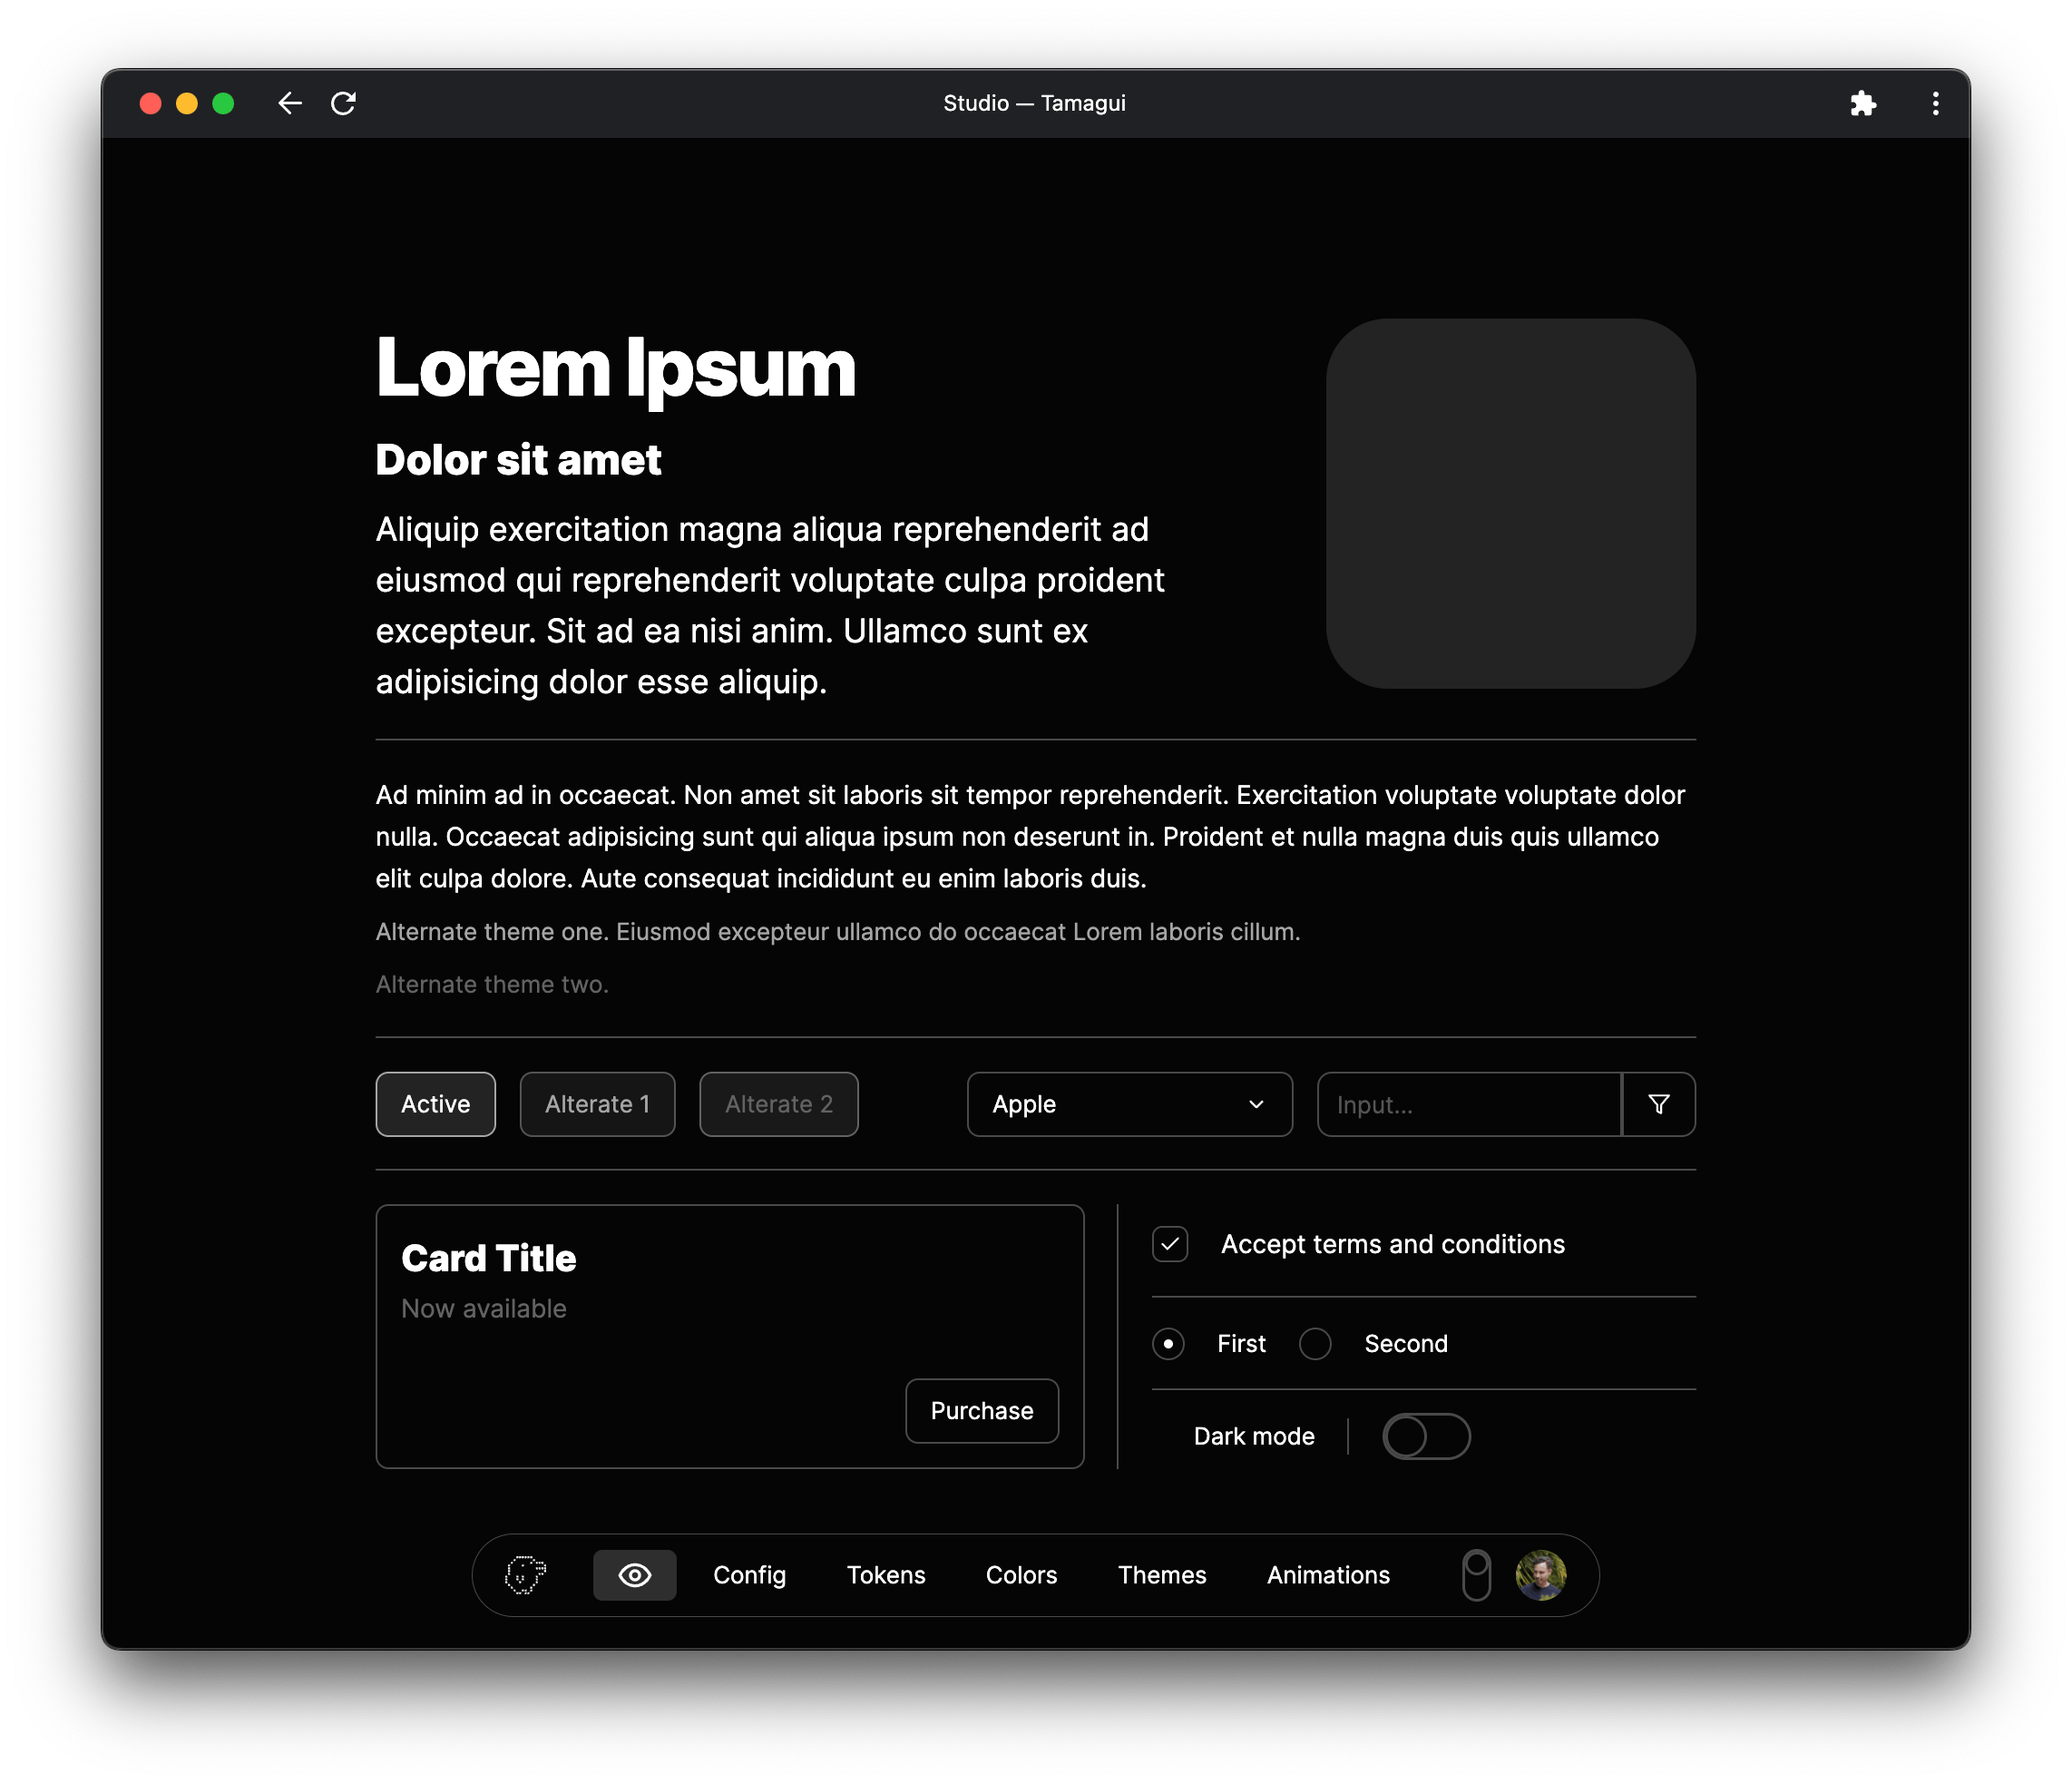 Studio — Tamagui
Lorem Ipsum
Dolor sit amet
Aliquip exercitation magna aliqua reprehenderit ad
eiusmod qui reprehenderit voluptate culpa proident
excepteur. Sit ad ea nisi anim. Ullamco sunt ex
adipisicing dolor esse aliquip.
Ad minim ad in occaecat. Non amet sit laboris sit tempor reprehenderit. Exercitation voluptate voluptate dolor
nulla. Occaecat adipisicing sunt qui aliqua ipsum non deserunt in. Proident et nulla magna duis quis ullamco
elit culpa dolore. Aute consequat incididunt eu enim laboris duis.
Alternate theme one. Eiusmod excepteur ullamco do occaecat Lorem laboris cillum.
Alternate theme two.
Active Alterate 1 Alterate 2 Apple Input...
Card Title
Now available
Purchase
Accept terms and conditions
First Second
Dark mode
Config Tokens Colors Themes Animations